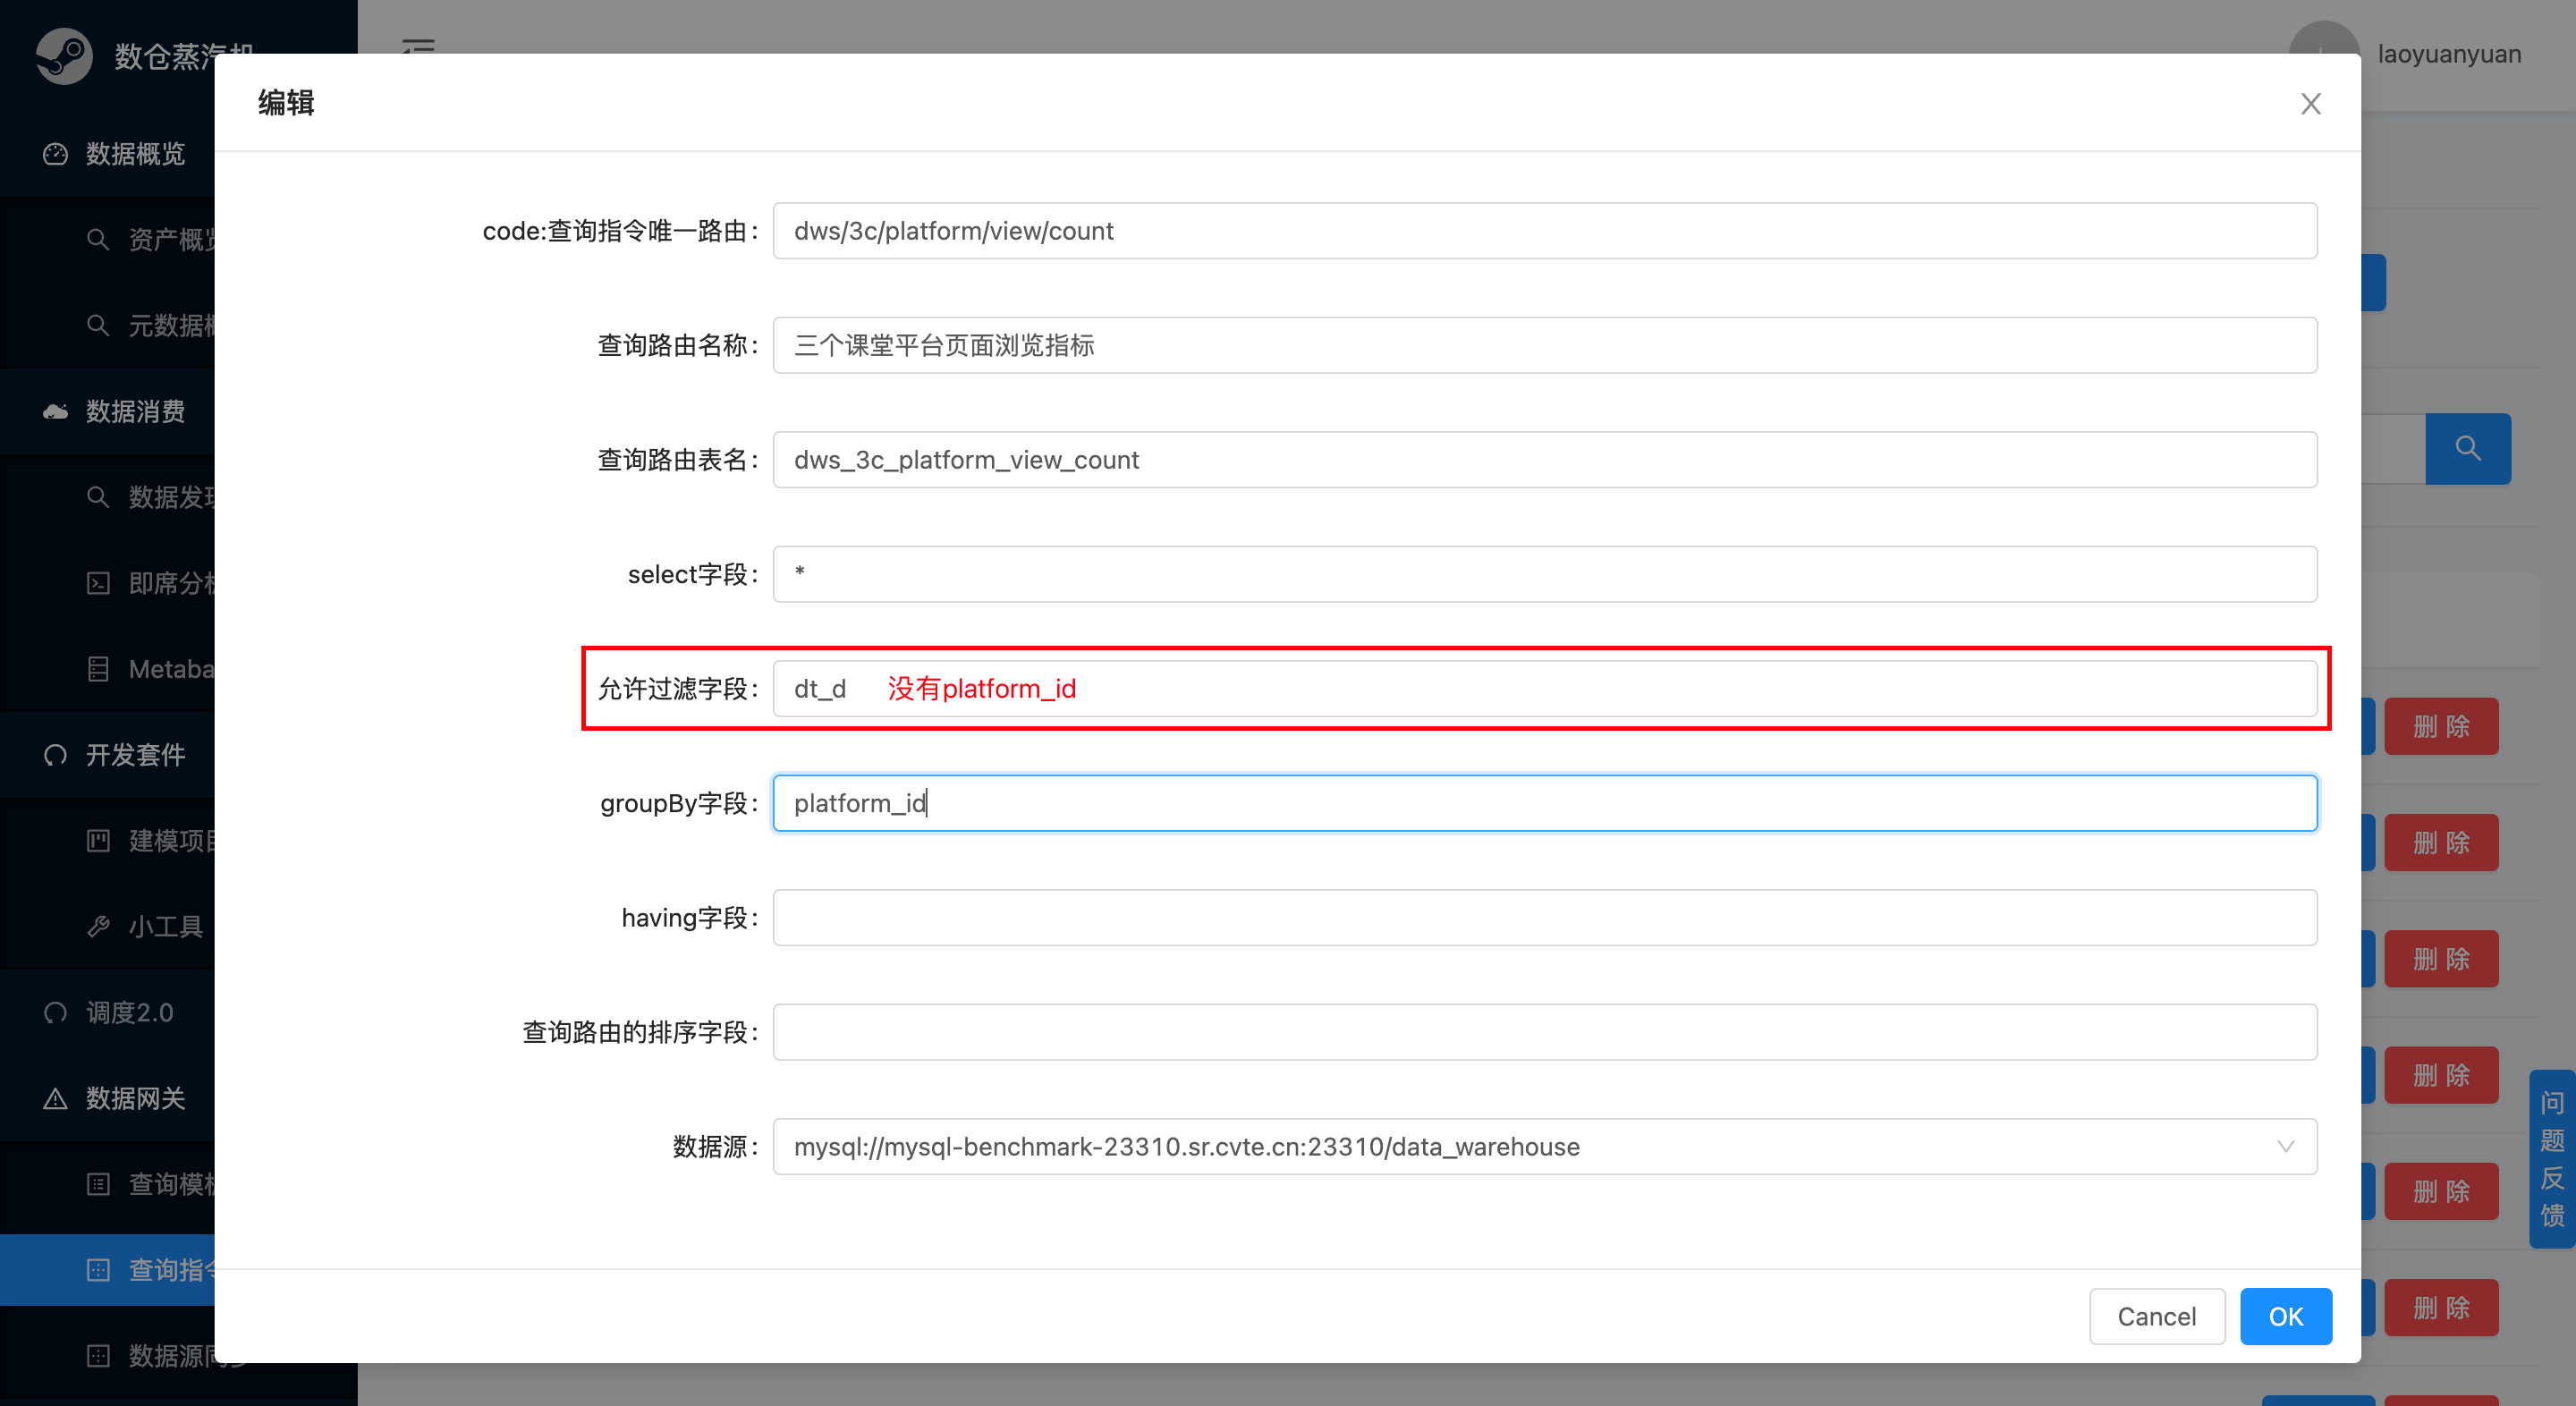 数仓蒸汽机
laoyuanyuan
编辑
数据概览
资产概览
元数据概
数据消费
数据发现
即席分析
Metaba
开发套件
建模项目
小工具
调度2.0
数据网关
查询模板
查询指令
数据源同步
code:查询指令唯一路由: dws/3c/platform/view/count
查询路由名称: 三个课堂平台页面浏览指标
查询路由表名: dws_3c_platform_view_count
select字段: *
允许过滤字段: dt_d 没有platform_id
groupBy字段: platform_id
having字段:
查询路由的排序字段:
数据源: mysql://mysql-benchmark-23310.sr.cvte.cn:23310/data_warehouse
Cancel OK
删 除
删 除
删 除
删 除
删 除
删 除
问
题
反
馈